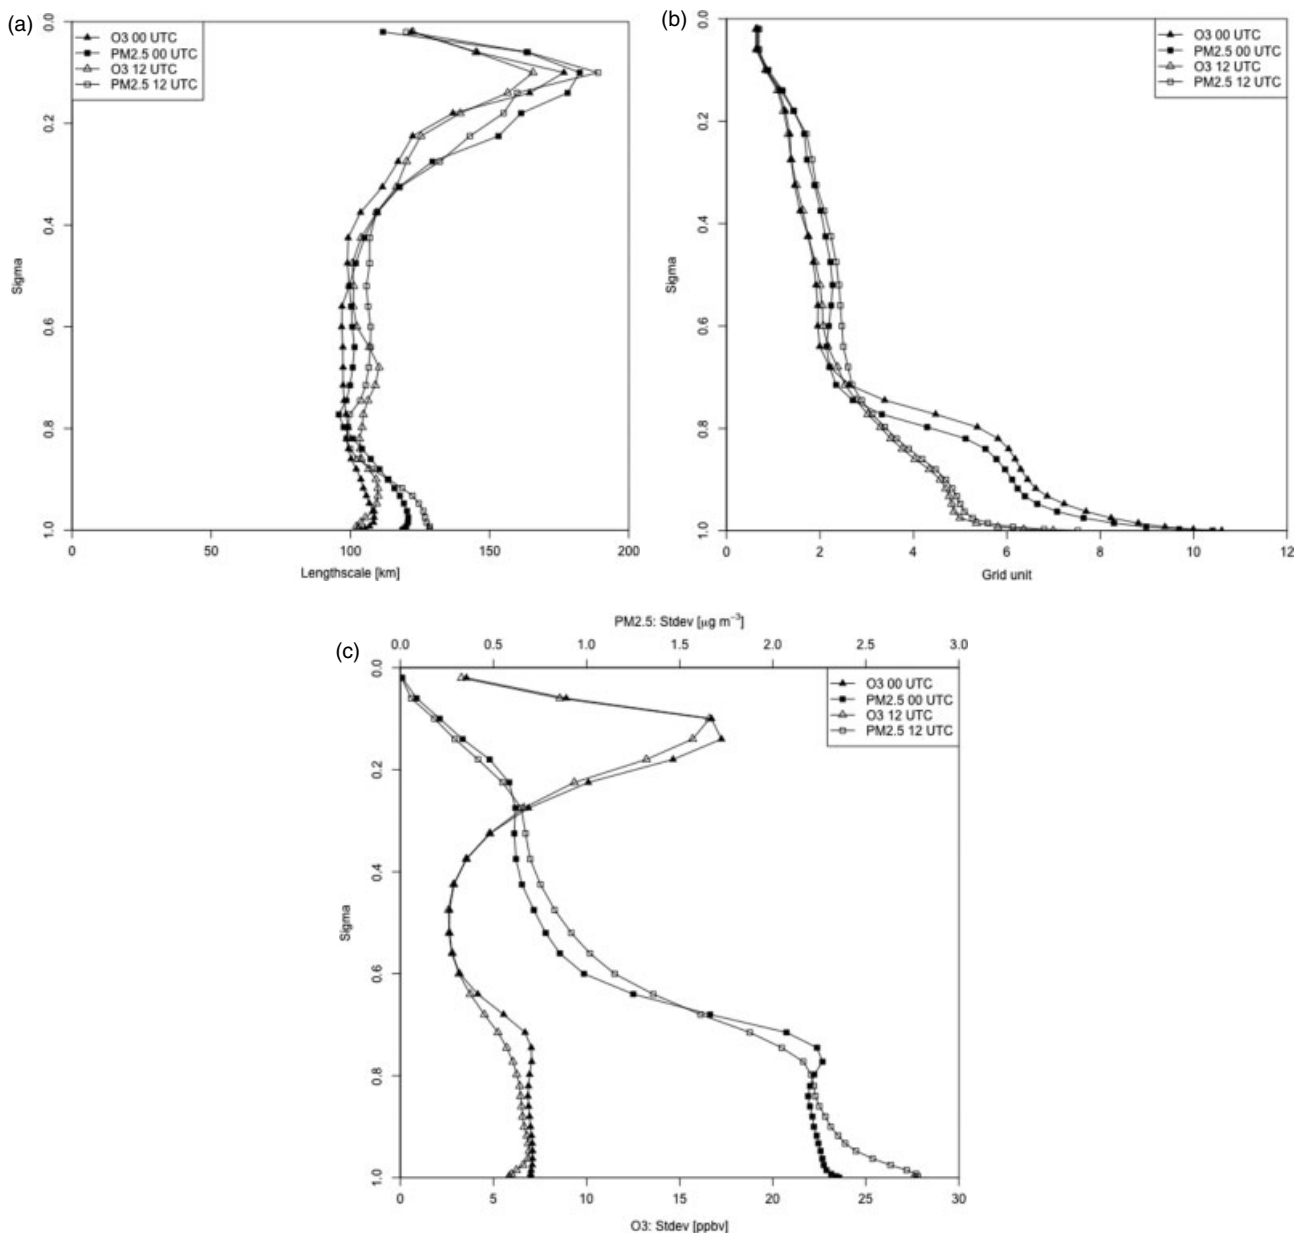 (a)
O3 00 UTC
PM2.5 00 UTC
O3 12 UTC
PM2.5 12 UTC
0.0
0.2
0.4
0.6
0.8
1.0
Sigma
0
50
100
150
200
Lengthscale [km]
(b)
O3 00 UTC
PM2.5 00 UTC
O3 12 UTC
PM2.5 12 UTC
0.0
0.2
0.4
0.6
0.8
1.0
Sigma
0
2
4
6
8
10
12
Grid unit
(c)
PM2.5: Stdev [μg m⁻³]
0.0
0.5
1.0
1.5
2.0
2.5
3.0
O3 00 UTC
PM2.5 00 UTC
O3 12 UTC
PM2.5 12 UTC
0.0
0.2
0.4
0.6
0.8
1.0
Sigma
0
5
10
15
20
25
30
O3: Stdev [ppbv]